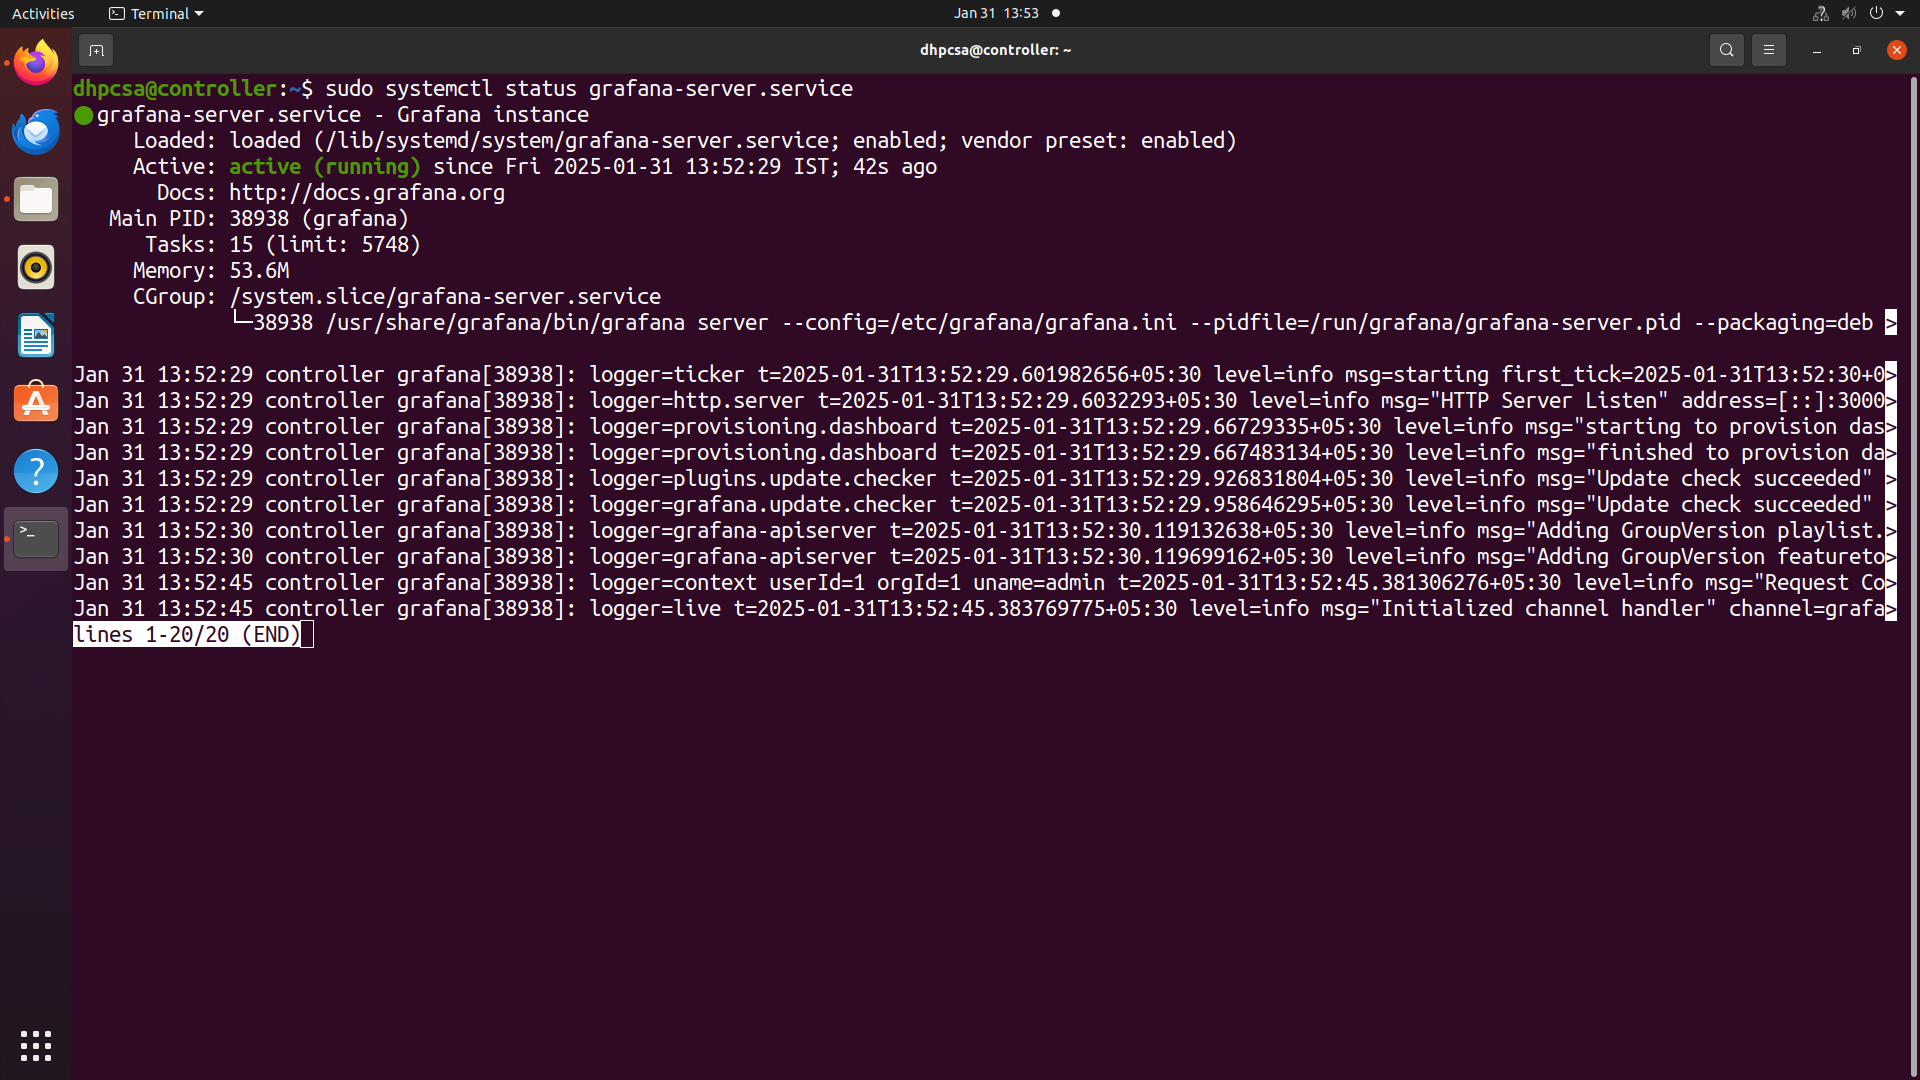 Activities
Terminal
Jan 31 13:53
dhpcsa@controller: ~
dhpcsa@controller:~$ sudo systemctl status grafana-server.service
● grafana-server.service - Grafana instance
Loaded: loaded (/lib/systemd/system/grafana-server.service; enabled; vendor preset: enabled)
Active: active (running) since Fri 2025-01-31 13:52:29 IST; 42s ago
Docs: http://docs.grafana.org
Main PID: 38938 (grafana)
Tasks: 15 (limit: 5748)
Memory: 53.6M
CGroup: /system.slice/grafana-server.service
└─38938 /usr/share/grafana/bin/grafana server --config=/etc/grafana/grafana.ini --pidfile=/run/grafana/grafana-server.pid --packaging=deb >
Jan 31 13:52:29 controller grafana[38938]: logger=ticker t=2025-01-31T13:52:29.601982656+05:30 level=info msg=starting first_tick=2025-01-31T13:52:30+0>
Jan 31 13:52:29 controller grafana[38938]: logger=http.server t=2025-01-31T13:52:29.6032293+05:30 level=info msg="HTTP Server Listen" address=[::]:3000>
Jan 31 13:52:29 controller grafana[38938]: logger=provisioning.dashboard t=2025-01-31T13:52:29.66729335+05:30 level=info msg="starting to provision das>
Jan 31 13:52:29 controller grafana[38938]: logger=provisioning.dashboard t=2025-01-31T13:52:29.667483134+05:30 level=info msg="finished to provision da>
Jan 31 13:52:29 controller grafana[38938]: logger=plugins.update.checker t=2025-01-31T13:52:29.926831804+05:30 level=info msg="Update check succeeded" >
Jan 31 13:52:29 controller grafana[38938]: logger=grafana.update.checker t=2025-01-31T13:52:29.958646295+05:30 level=info msg="Update check succeeded" >
Jan 31 13:52:30 controller grafana[38938]: logger=grafana-apiserver t=2025-01-31T13:52:30.119132638+05:30 level=info msg="Adding GroupVersion playlist.>
Jan 31 13:52:30 controller grafana[38938]: logger=grafana-apiserver t=2025-01-31T13:52:30.119699162+05:30 level=info msg="Adding GroupVersion featureto>
Jan 31 13:52:45 controller grafana[38938]: logger=context userId=1 orgId=1 uname=admin t=2025-01-31T13:52:45.381306276+05:30 level=info msg="Request Co>
Jan 31 13:52:45 controller grafana[38938]: logger=live t=2025-01-31T13:52:45.383769775+05:30 level=info msg="Initialized channel handler" channel=grafa>
lines 1-20/20 (END)